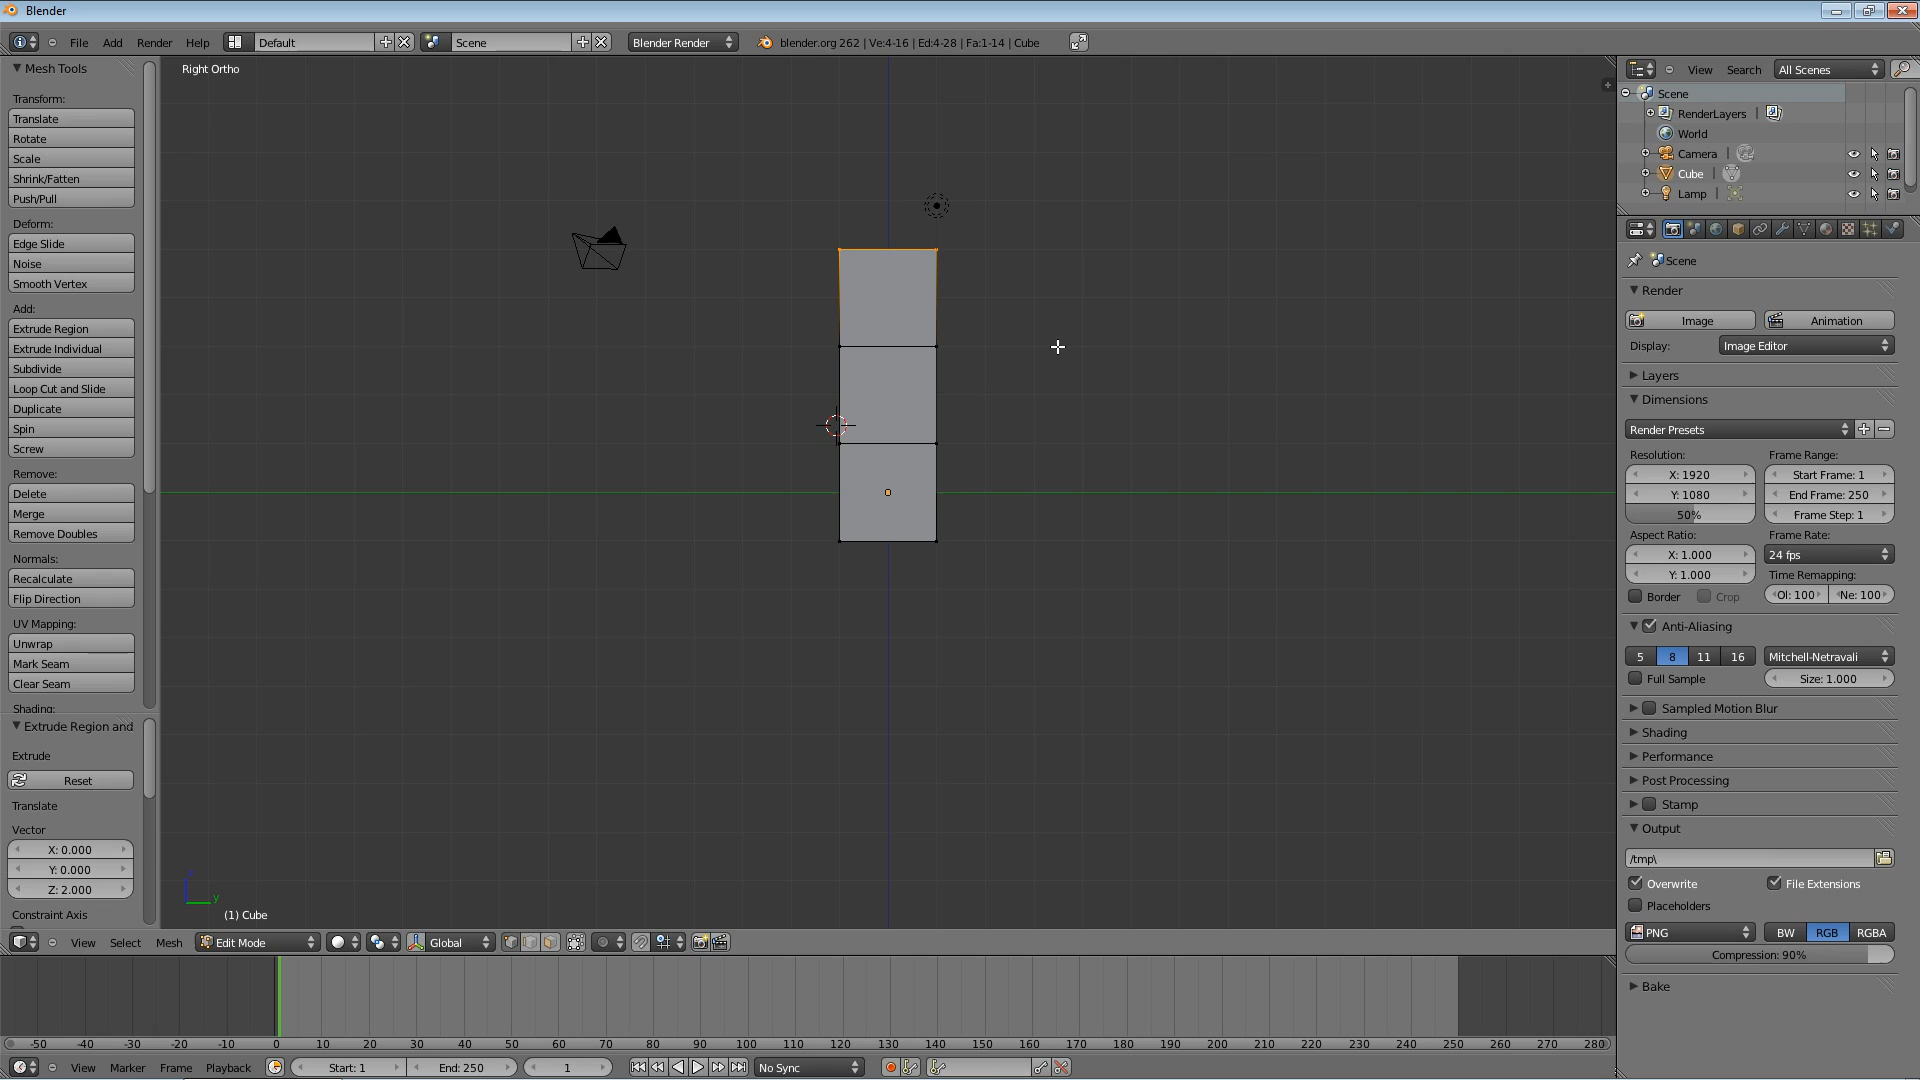 Blender
File Add Render Help Default Scene Blender Render blender.org 262 | Ve:4-16 | Ed:4-28 | Fa:1-14 | Cube
Mesh Tools
Transform:
Translate
Rotate
Scale
Shrink/Fatten
Push/Pull
Deform:
Edge Slide
Noise
Smooth Vertex
Add:
Extrude Region
Extrude Individual
Subdivide
Loop Cut and Slide
Duplicate
Spin
Screw
Remove:
Delete
Merge
Remove Doubles
Normals:
Recalculate
Flip Direction
UV Mapping:
Unwrap
Mark Seam
Clear Seam
Shading:
Extrude Region and
Extrude
Reset
Translate
Vector
X: 0.000
Y: 0.000
Z: 2.000
Constraint Axis
Right Ortho
y
(1) Cube
View Select Mesh Edit Mode Global
View Search All Scenes
Scene
RenderLayers |
World
Camera |
Cube |
Lamp |
Scene
Render
Image Animation
Display: Image Editor
Layers
Dimensions
Render Presets
Resolution: Frame Range:
X: 1920 Start Frame: 1
Y: 1080 End Frame: 250
50% Frame Step: 1
Aspect Ratio: Frame Rate:
X: 1.000 24 fps
Y: 1.000 Time Remapping:
Border Crop Ol: 100 Ne: 100
Anti-Aliasing
5 8 11 16 Mitchell-Netravali
Full Sample Size: 1.000
Sampled Motion Blur
Shading
Performance
Post Processing
Stamp
Output
/tmp\
Overwrite File Extensions
Placeholders
PNG BW RGB RGBA
Compression: 90%
Bake
-50 -40 -30 -20 -10 0 10 20 30 40 50 60 70 80 90 100 110 120 130 140 150 160 170 180 190 200 210 220 230 240 250 260 270 280
View Marker Frame Playback Start: 1 End: 250 1 No Sync